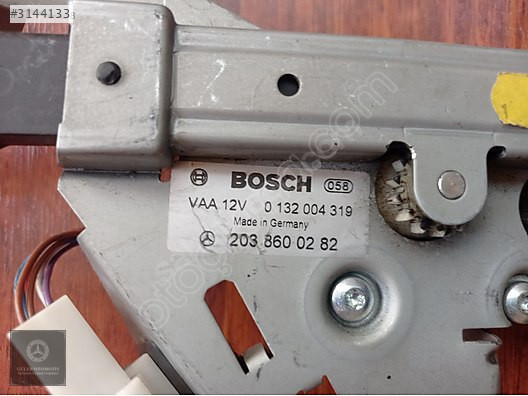 #3144133
BOSCH 058
VAA 12V 0 132 004 319
Made in Germany
203 860 02 82